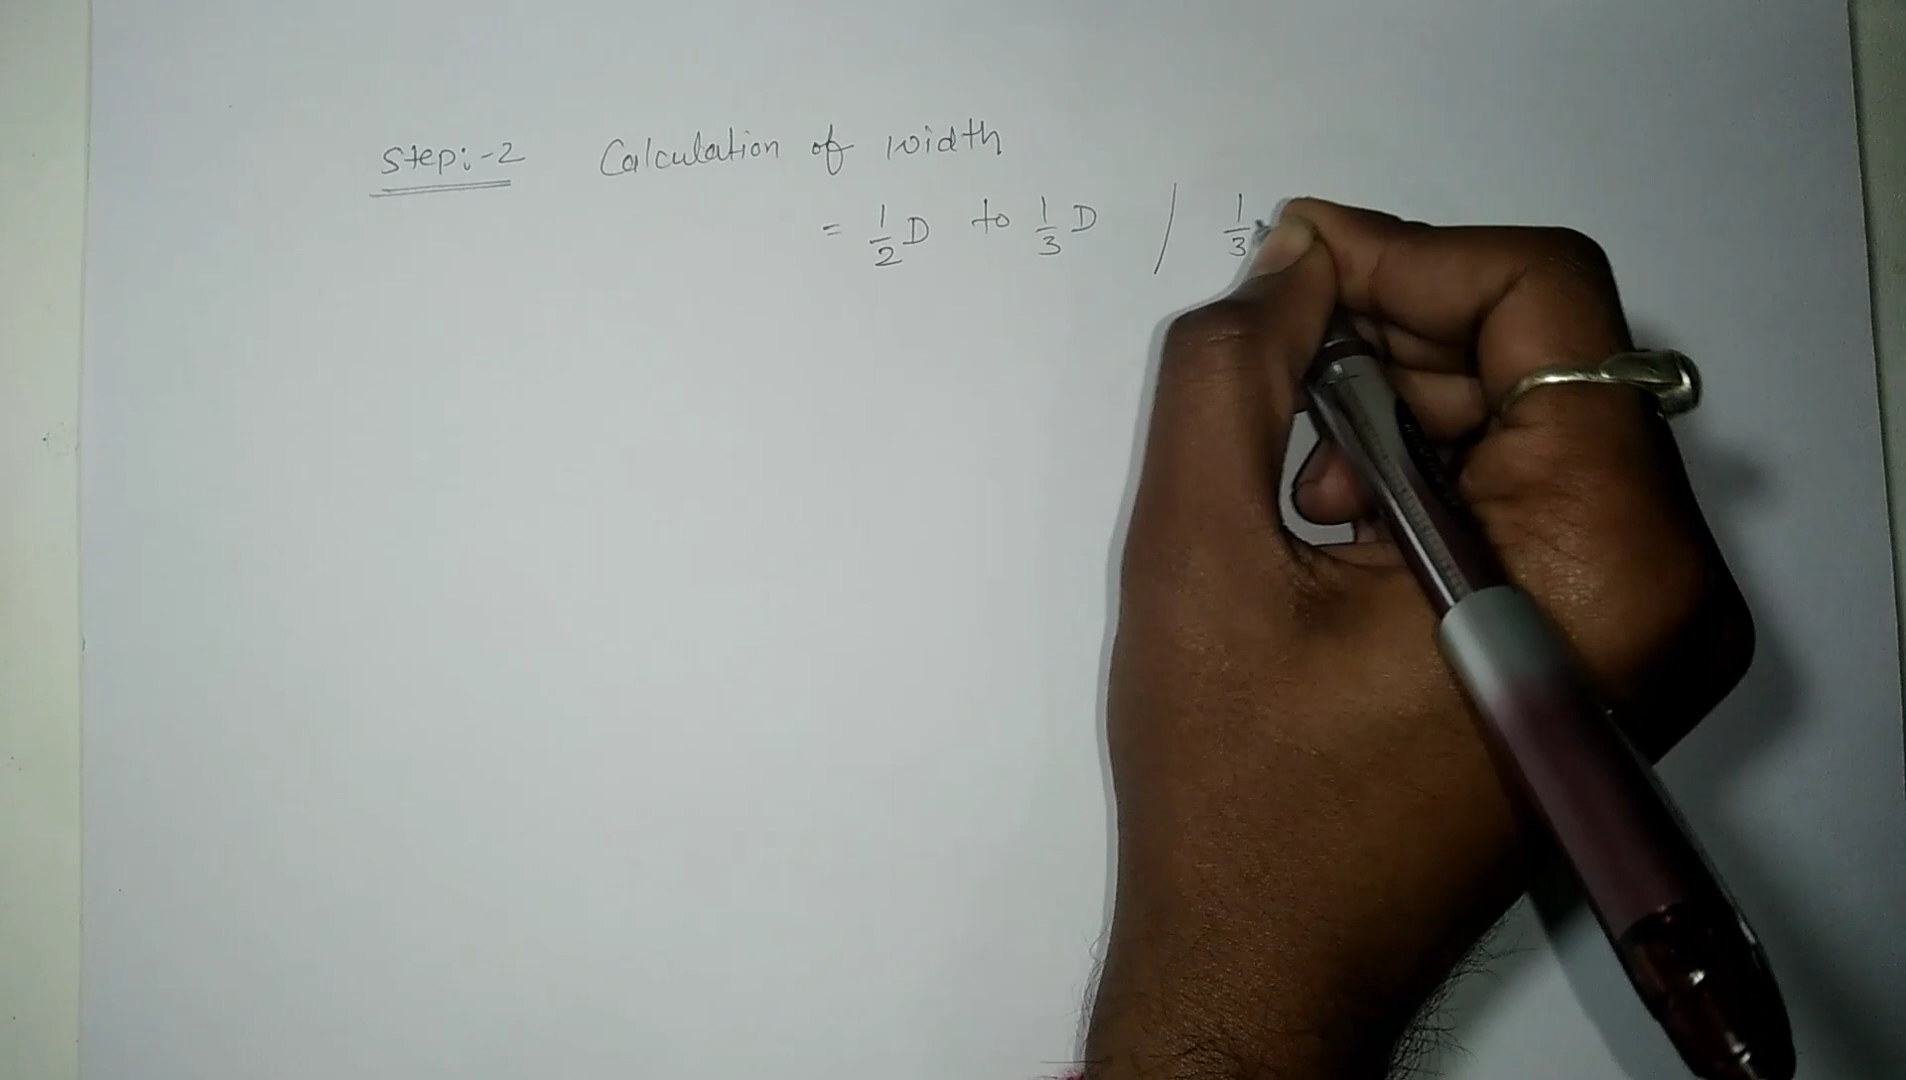 Step:-2 Calculation of width
= 1/2 D to 1/3 D / 1/3